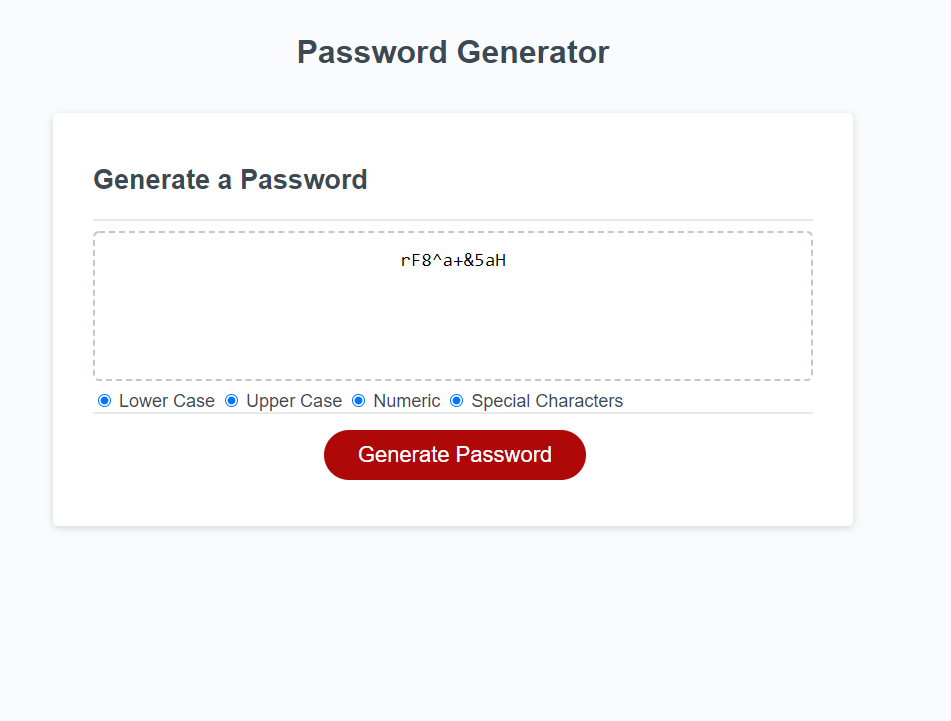 Password Generator
Generate a Password
rF8^a+&5aH
Lower Case Upper Case Numeric Special Characters
Generate Password